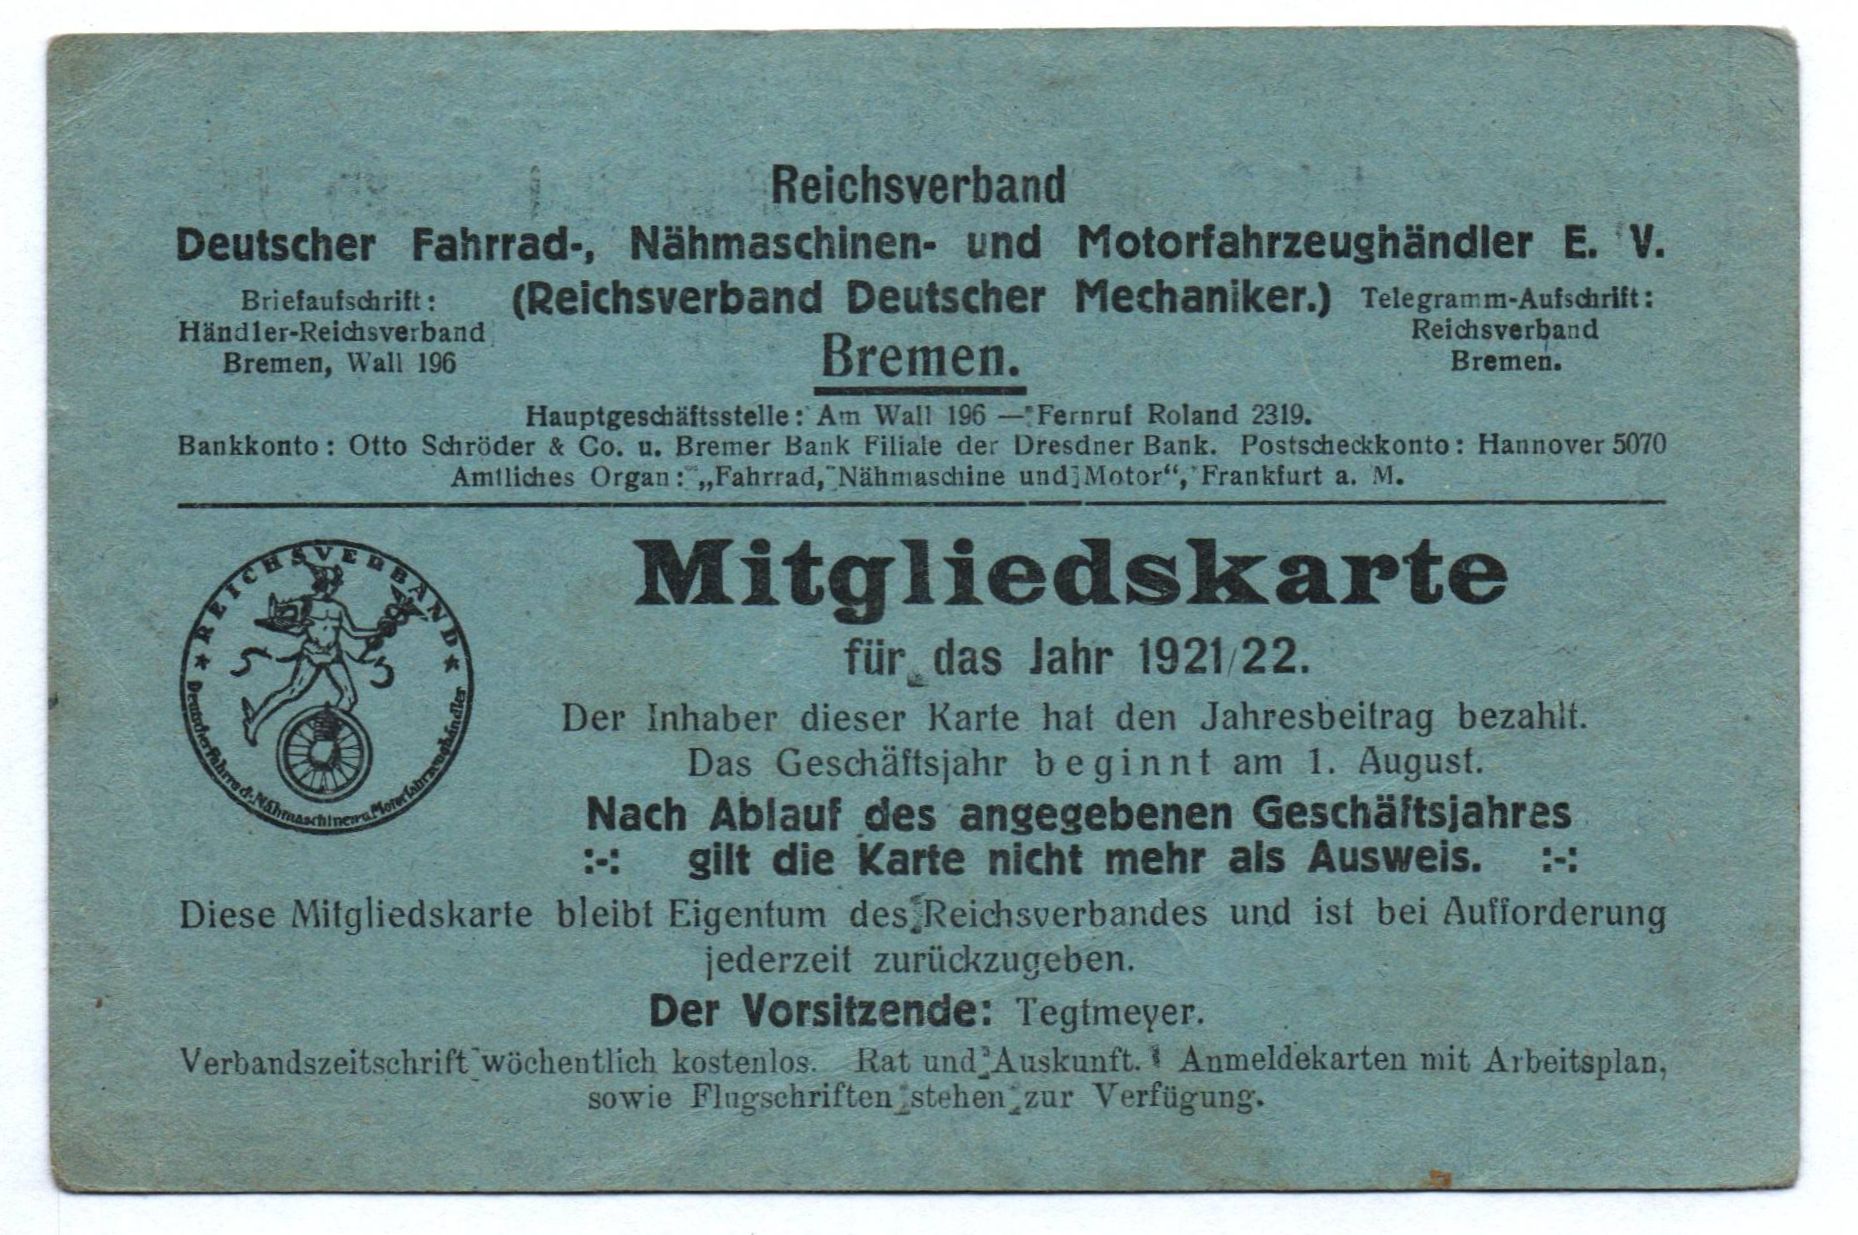 Reichsverband
Deutscher Fahrrad-, Nähmaschinen- und Motorfahrzeughändler E. V.
(Reichsverband Deutscher Mechaniker.)
Briefaufschrift:
Händler-Reichsverband
Bremen, Wall 196
Bremen.
Telegramm-Aufschrift:
Reichsverband
Bremen.
Hauptgeschäftsstelle: Am Wall 196 — Fernruf Roland 2319.
Bankkonto: Otto Schröder & Co. u. Bremer Bank Filiale der Dresdner Bank. Postscheckkonto: Hannover 5070
Amtliches Organ: „Fahrrad, Nähmaschine und Motor“, Frankfurt a. M.
★ REICHSVERBAND ★
Deutscher Fahrrad-, Nähmaschinen-u. Motorfahrzeughändler
Mitgliedskarte
für das Jahr 1921/22.
Der Inhaber dieser Karte hat den Jahresbeitrag bezahlt.
Das Geschäftsjahr beginnt am 1. August.
Nach Ablauf des angegebenen Geschäftsjahres
:-: gilt die Karte nicht mehr als Ausweis. :-:
Diese Mitgliedskarte bleibt Eigentum des Reichsverbandes und ist bei Aufforderung
jederzeit zurückzugeben.
Der Vorsitzende: Tegtmeyer.
Verbandszeitschrift wöchentlich kostenlos. Rat und Auskunft. Anmeldekarten mit Arbeitsplan,
sowie Flugschriften stehen zur Verfügung.